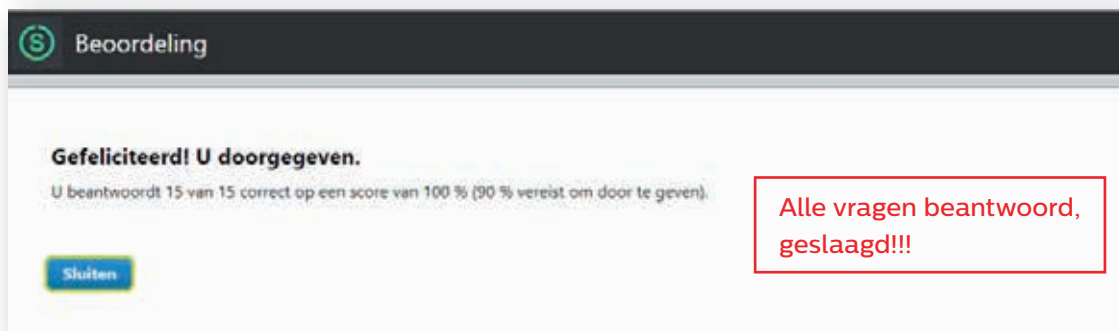 S Beoordeling
Gefeliciteerd! U doorgegeven.
U beantwoordt 15 van 15 correct op een score van 100 % (90 % vereist om door te geven).
Alle vragen beantwoord,
geslaagd!!!
Sluiten